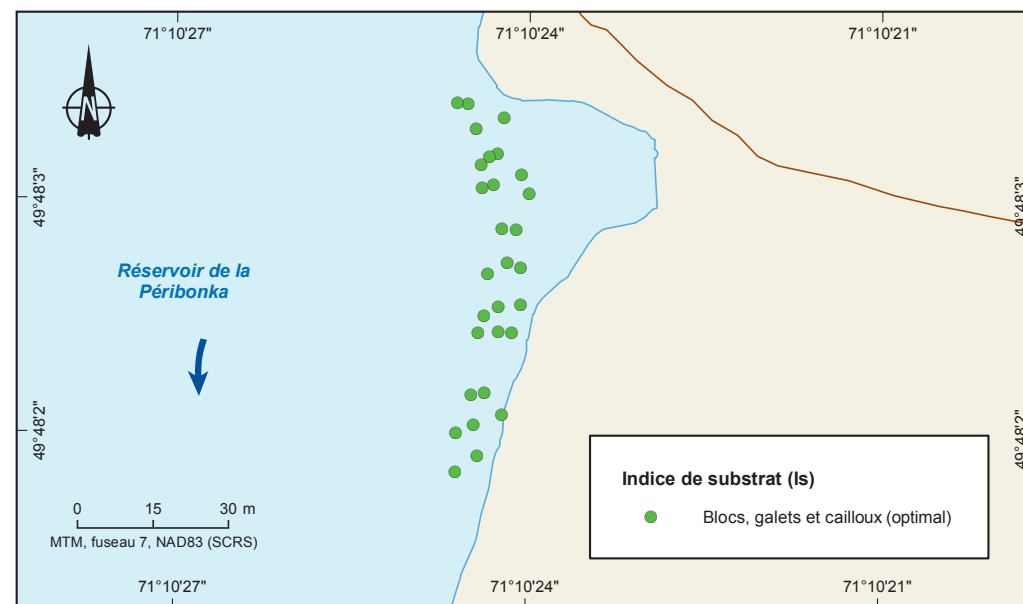 71°10'27"
71°10'24"
71°10'21"
N
49°48'3"
49°48'3"
Réservoir de la
Péribonka
49°48'2"
49°48'2"
Indice de substrat (Is)
Blocs, galets et cailloux (optimal)
0 15 30 m
MTM, fuseau 7, NAD83 (SCRS)
71°10'27"
71°10'24"
71°10'21"